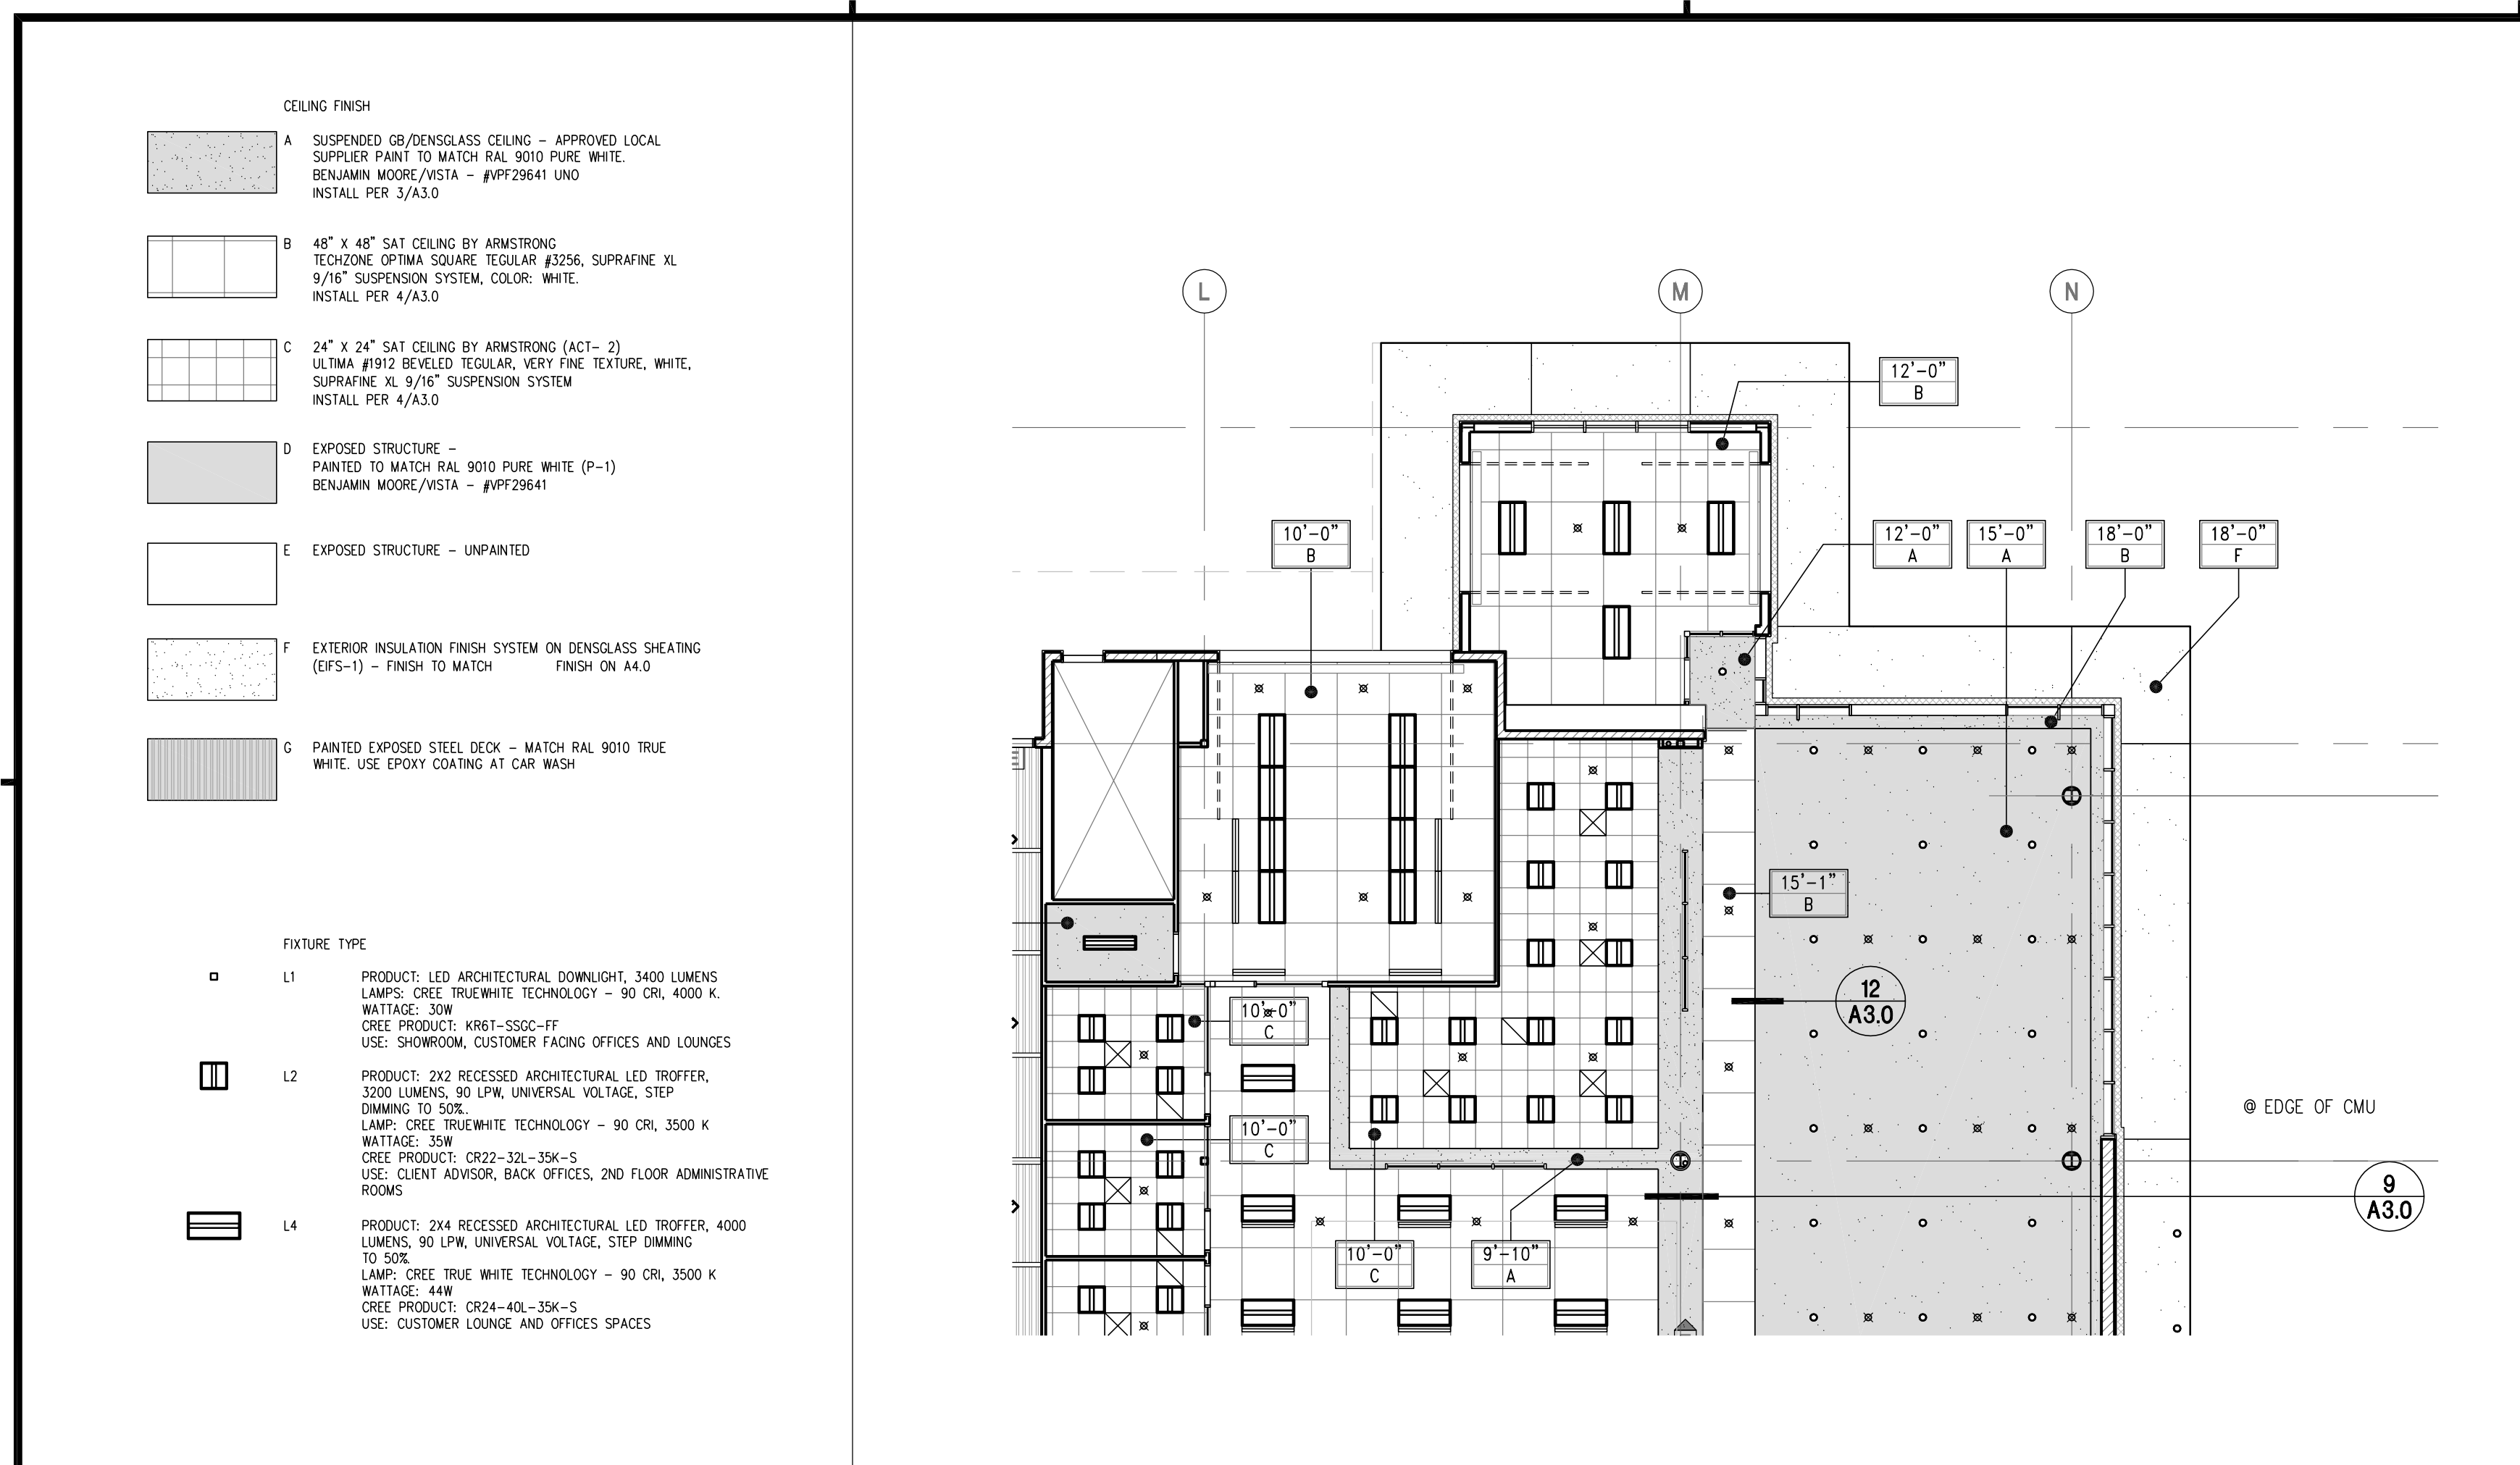 CEILING FINISH
A SUSPENDED GB/DENSGLASS CEILING – APPROVED LOCAL
SUPPLIER PAINT TO MATCH RAL 9010 PURE WHITE.
BENJAMIN MOORE/VISTA – #VPF29641 UNO
INSTALL PER 3/A3.0
B 48" X 48" SAT CEILING BY ARMSTRONG
TECHZONE OPTIMA SQUARE TEGULAR #3256, SUPRAFINE XL
9/16" SUSPENSION SYSTEM, COLOR: WHITE.
INSTALL PER 4/A3.0
C 24" X 24" SAT CEILING BY ARMSTRONG (ACT– 2)
ULTIMA #1912 BEVELED TEGULAR, VERY FINE TEXTURE, WHITE,
SUPRAFINE XL 9/16" SUSPENSION SYSTEM
INSTALL PER 4/A3.0
D EXPOSED STRUCTURE –
PAINTED TO MATCH RAL 9010 PURE WHITE (P–1)
BENJAMIN MOORE/VISTA – #VPF29641
E EXPOSED STRUCTURE – UNPAINTED
F EXTERIOR INSULATION FINISH SYSTEM ON DENSGLASS SHEATING
(EIFS–1) – FINISH TO MATCH FINISH ON A4.0
G PAINTED EXPOSED STEEL DECK – MATCH RAL 9010 TRUE
WHITE. USE EPOXY COATING AT CAR WASH
FIXTURE TYPE
L1 PRODUCT: LED ARCHITECTURAL DOWNLIGHT, 3400 LUMENS
LAMPS: CREE TRUEWHITE TECHNOLOGY – 90 CRI, 4000 K.
WATTAGE: 30W
CREE PRODUCT: KR6T–SSGC–FF
USE: SHOWROOM, CUSTOMER FACING OFFICES AND LOUNGES
L2 PRODUCT: 2X2 RECESSED ARCHITECTURAL LED TROFFER,
3200 LUMENS, 90 LPW, UNIVERSAL VOLTAGE, STEP
DIMMING TO 50%..
LAMP: CREE TRUEWHITE TECHNOLOGY – 90 CRI, 3500 K
WATTAGE: 35W
CREE PRODUCT: CR22–32L–35K–S
USE: CLIENT ADVISOR, BACK OFFICES, 2ND FLOOR ADMINISTRATIVE
ROOMS
L4 PRODUCT: 2X4 RECESSED ARCHITECTURAL LED TROFFER, 4000
LUMENS, 90 LPW, UNIVERSAL VOLTAGE, STEP DIMMING
TO 50%.
LAMP: CREE TRUE WHITE TECHNOLOGY – 90 CRI, 3500 K
WATTAGE: 44W
CREE PRODUCT: CR24–40L–35K–S
USE: CUSTOMER LOUNGE AND OFFICES SPACES
L
M
N
12'-0"
B
10'-0"
B
12'-0"
A
15'-0"
A
18'-0"
B
18'-0"
F
15'-1"
B
12
A3.0
10'-0"
C
10'-0"
C
@ EDGE OF CMU
9
A3.0
10'-0"
C
9'-10"
A